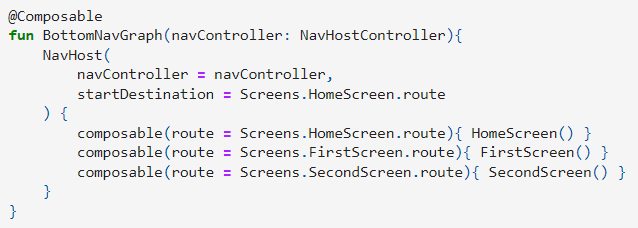 @Composable
fun BottomNavGraph(navController: NavHostController){
    NavHost(
        navController = navController,
        startDestination = Screens.HomeScreen.route
    ) {
        composable(route = Screens.HomeScreen.route){ HomeScreen() }
        composable(route = Screens.FirstScreen.route){ FirstScreen() }
        composable(route = Screens.SecondScreen.route){ SecondScreen() }
    }
}